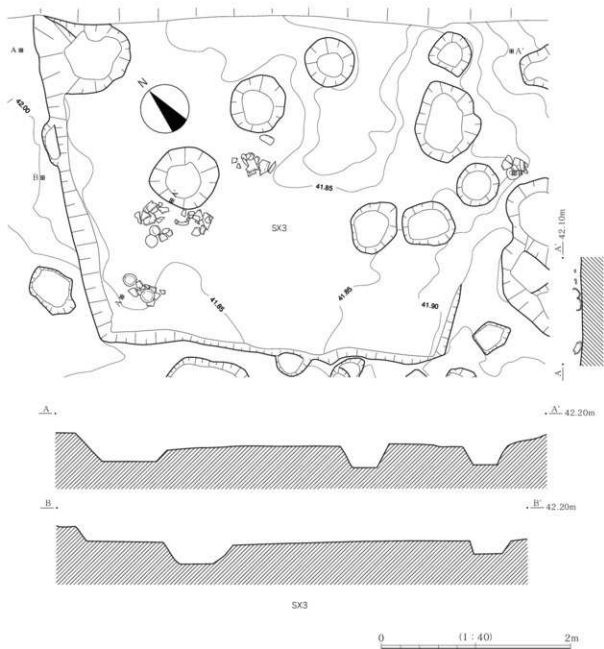 A
A'
N
42.00
B
41.85
SX3
A' 42.10m
41.85
41.85
41.90
A
A A' 42.20m
B B' 42.20m
SX3
0 (1:40) 2m